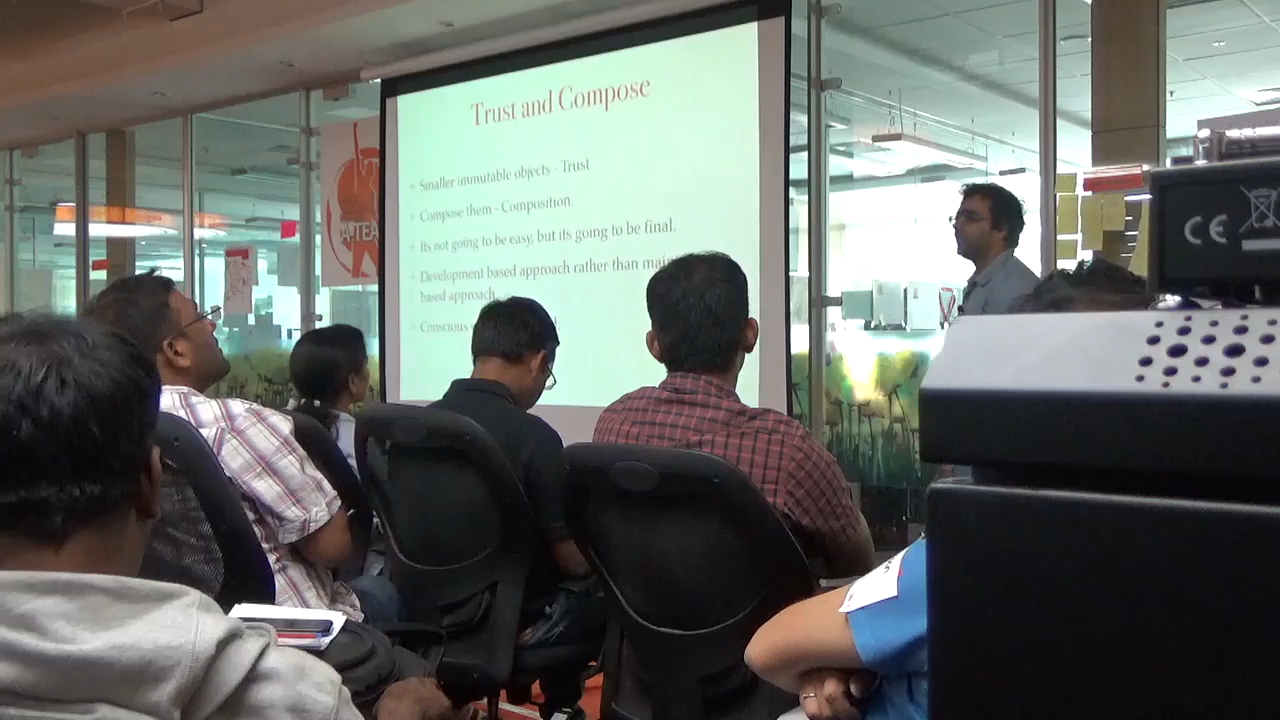 Trust and Compose
Smaller immutable objects - Trust
Compose them - Composition.
Its not going to be easy, but its going to be final.
Development based approach rather than
based approach
Conscious
A-TEA
CE